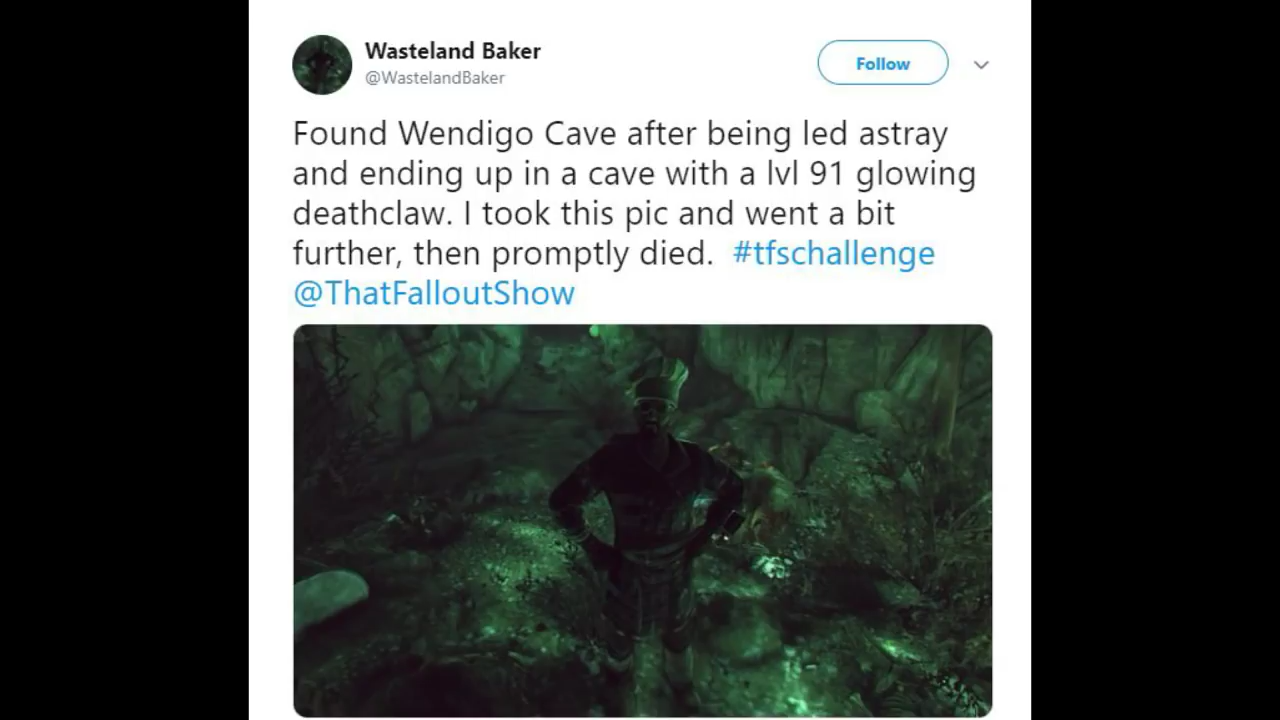 Wasteland Baker
@WastelandBaker
Follow
Found Wendigo Cave after being led astray
and ending up in a cave with a lvl 91 glowing
deathclaw. I took this pic and went a bit
further, then promptly died. #tfschallenge
@ThatFalloutShow